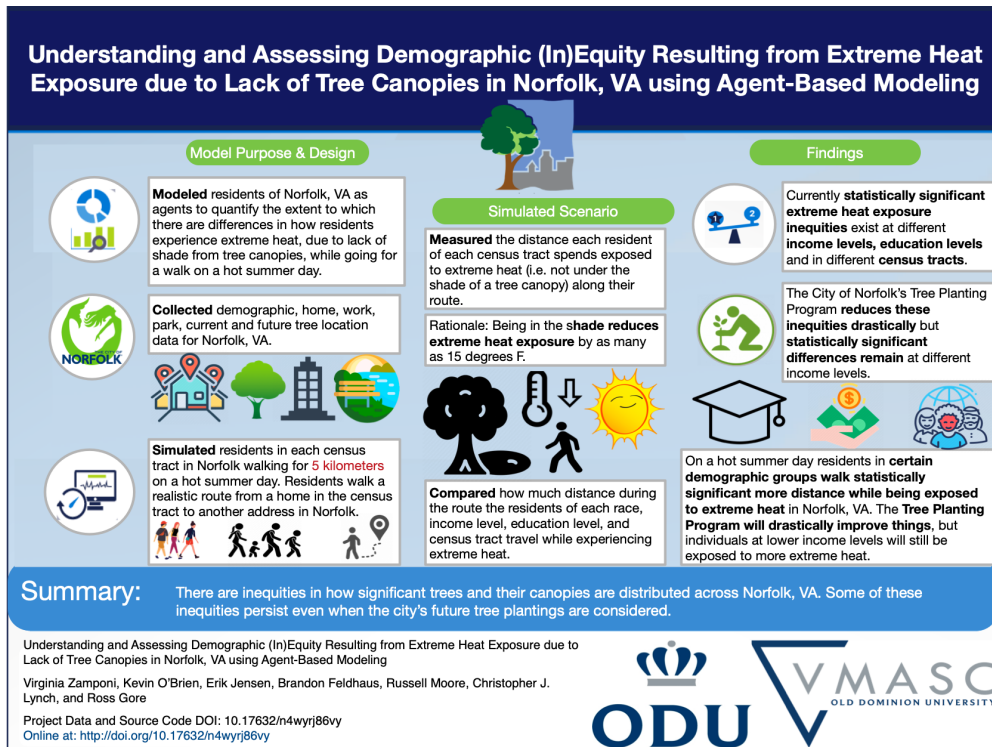 Understanding and Assessing Demographic (In)Equity Resulting from Extreme Heat
Exposure due to Lack of Tree Canopies in Norfolk, VA using Agent-Based Modeling
Model Purpose & Design
Modeled residents of Norfolk, VA as
agents to quantify the extent to which
there are differences in how residents
experience extreme heat, due to lack of
shade from tree canopies, while going for
a walk on a hot summer day.
THE CITY OF
NORFOLK
Collected demographic, home, work,
park, current and future tree location
data for Norfolk, VA.
Simulated residents in each census
tract in Norfolk walking for 5 kilometers
on a hot summer day. Residents walk a
realistic route from a home in the census
tract to another address in Norfolk.
Simulated Scenario
Measured the distance each resident
of each census tract spends exposed
to extreme heat (i.e. not under the
shade of a tree canopy) along their
route.
Rationale: Being in the shade reduces
extreme heat exposure by as many
as 15 degrees F.
Compared how much distance during
the route the residents of each race,
income level, education level, and
census tract travel while experiencing
extreme heat.
Findings
1
2
Currently statistically significant
extreme heat exposure
inequities exist at different
income levels, education levels
and in different census tracts.
The City of Norfolk's Tree Planting
Program reduces these
inequities drastically but
statistically significant
differences remain at different
income levels.
$
On a hot summer day residents in certain
demographic groups walk statistically
significant more distance while being exposed
to extreme heat in Norfolk, VA. The Tree Planting
Program will drastically improve things, but
individuals at lower income levels will still be
exposed to more extreme heat.
Summary:
There are inequities in how significant trees and their canopies are distributed across Norfolk, VA. Some of these
inequities persist even when the city's future tree plantings are considered.
Understanding and Assessing Demographic (In)Equity Resulting from Extreme Heat Exposure due to
Lack of Tree Canopies in Norfolk, VA using Agent-Based Modeling
Virginia Zamponi, Kevin O'Brien, Erik Jensen, Brandon Feldhaus, Russell Moore, Christopher J.
Lynch, and Ross Gore
Project Data and Source Code DOI: 10.17632/n4wyrj86vy
Online at: http://doi.org/10.17632/n4wyrj86vy
ODU
VMASC
OLD DOMINION UNIVERSITY